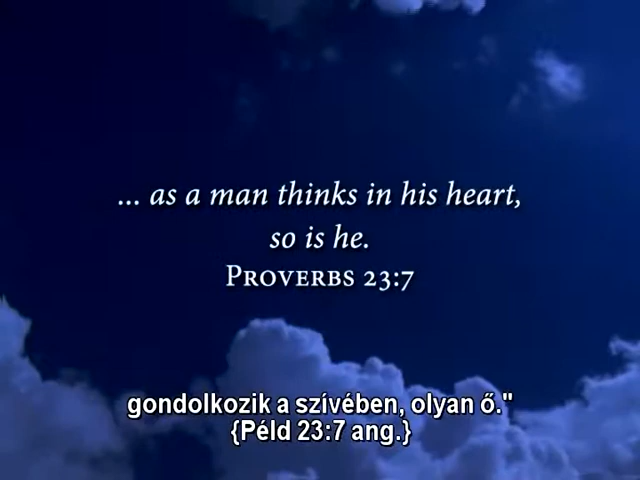 ... as a man thinks in his heart,
so is he.
PROVERBS 23:7
gondolkozik a szívében, olyan ő."
{Péld 23:7 ang.}